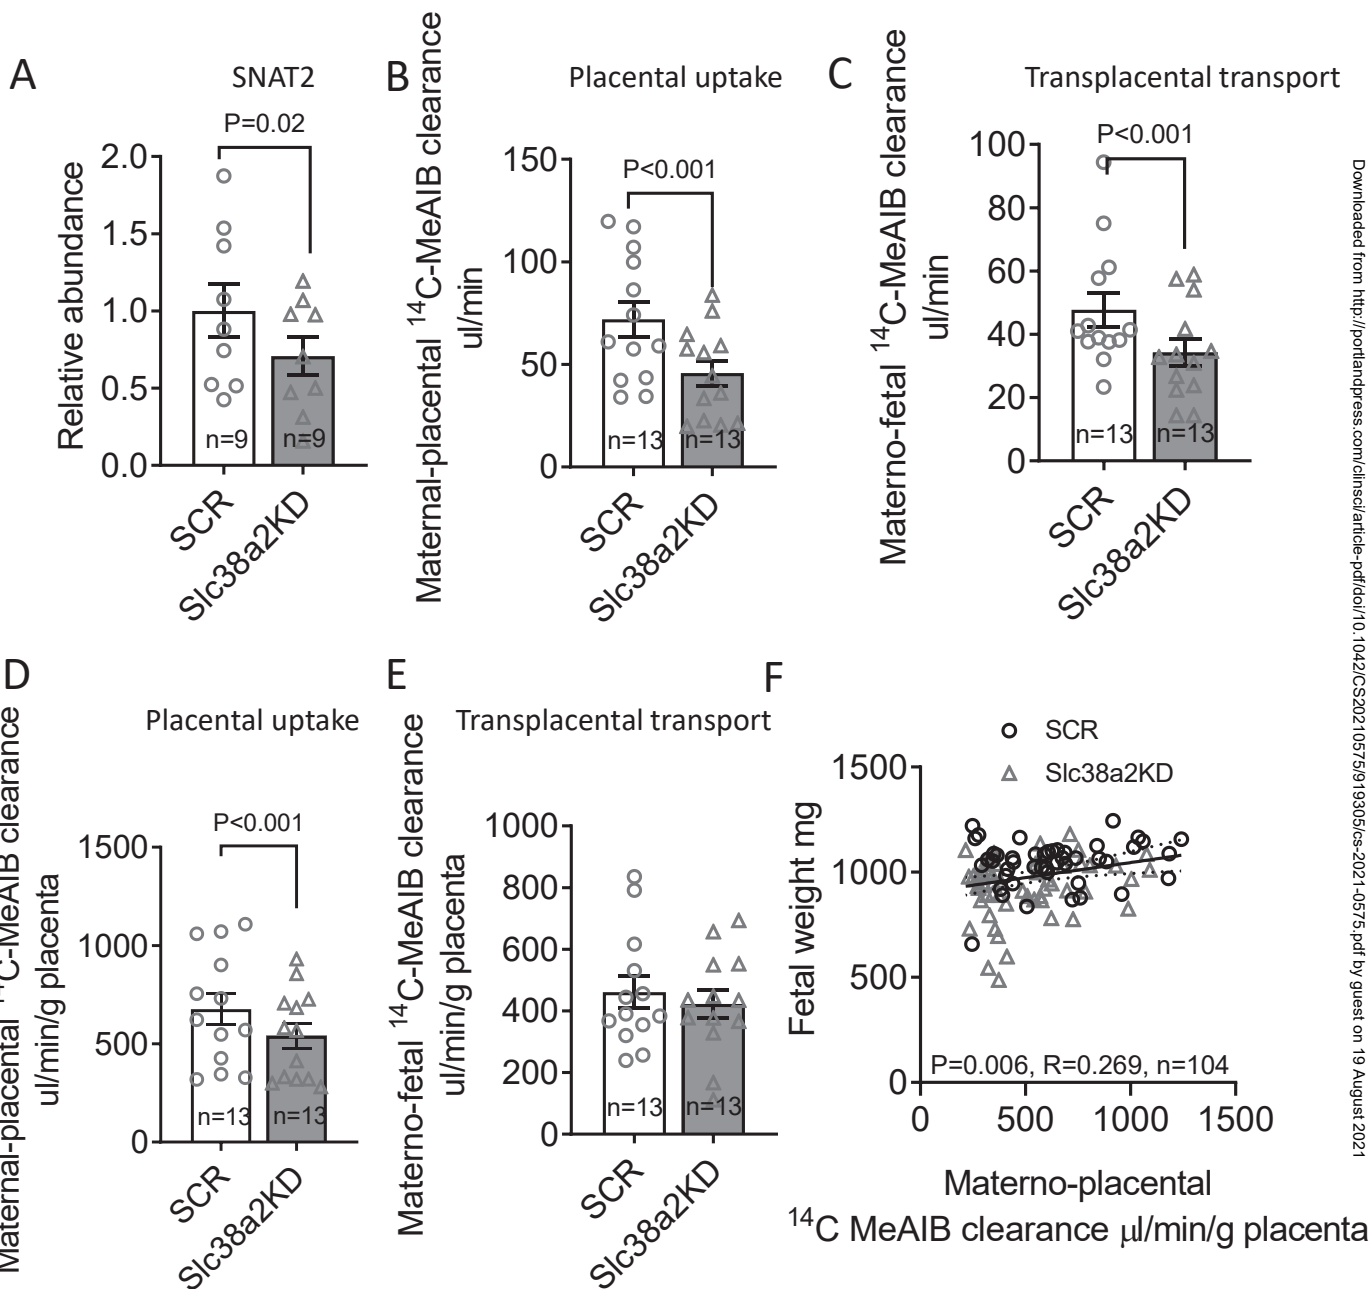 A
SNAT2
P=0.02
Relative abundance
2.0
1.5
1.0
0.5
0.0
n=9
n=9
SCR
Slc38a2KD
B
Placental uptake
P<0.001
Maternal-placental 14C-MeAIB clearance
ul/min
150
100
50
0
n=13
n=13
SCR
Slc38a2KD
C
Transplacental transport
P<0.001
Materno-fetal 14C-MeAIB clearance
ul/min
100
80
60
40
20
0
n=13
n=13
SCR
Slc38a2KD
D
Placental uptake
P<0.001
Maternal-placental 14C-MeAIB clearance
ul/min/g placenta
1500
1000
500
0
n=13
n=13
SCR
Slc38a2KD
E
Transplacental transport
Materno-fetal 14C-MeAIB clearance
ul/min/g placenta
1000
800
600
400
200
0
n=13
n=13
SCR
Slc38a2KD
F
SCR
Slc38a2KD
Fetal weight mg
1500
1000
500
0
P=0.006, R=0.269, n=104
0
500
1000
1500
Materno-placental
14C MeAIB clearance μl/min/g placenta
Downloaded from http://portlandpress.com/clinsci/article-pdf/doi/10.1042/CS20210575/919305/cs-2021-0575.pdf by guest on 19 August 2021